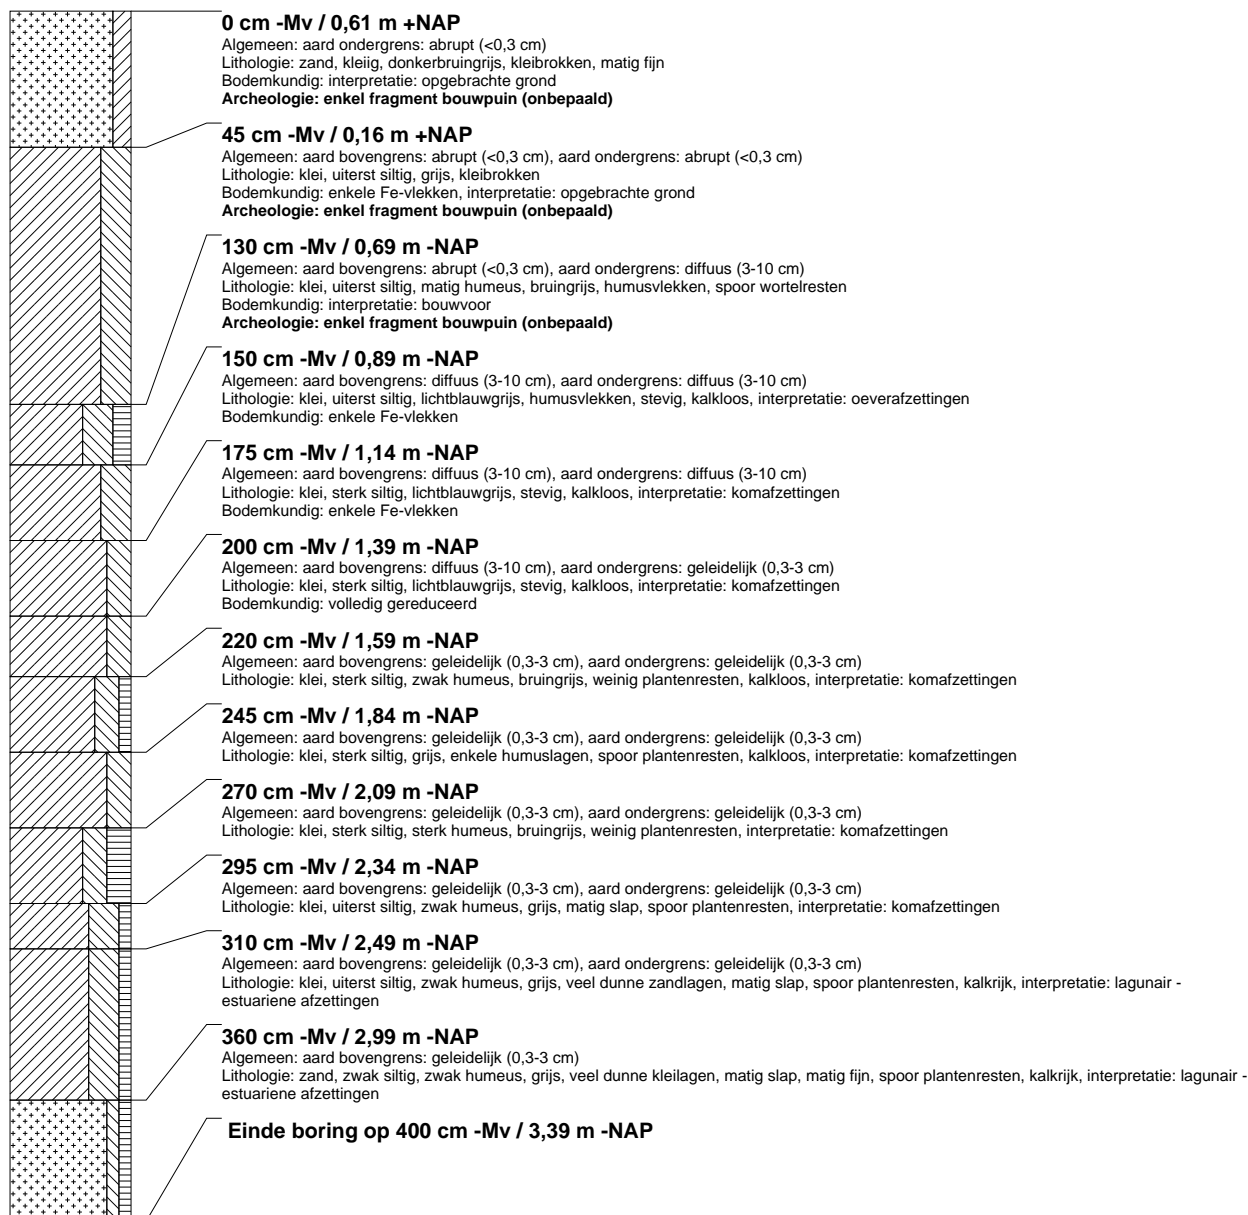 0 cm -Mv / 0,61 m +NAP
Algemeen: aard ondergrens: abrupt (<0,3 cm)
Lithologie: zand, kleiig, donkerbruingrijs, kleibrokken, matig fijn
Bodemkundig: interpretatie: opgebrachte grond
Archeologie: enkel fragment bouwpuin (onbepaald)
45 cm -Mv / 0,16 m +NAP
Algemeen: aard bovengrens: abrupt (<0,3 cm), aard ondergrens: abrupt (<0,3 cm)
Lithologie: klei, uiterst siltig, grijs, kleibrokken
Bodemkundig: enkele Fe-vlekken, interpretatie: opgebrachte grond
Archeologie: enkel fragment bouwpuin (onbepaald)
130 cm -Mv / 0,69 m -NAP
Algemeen: aard bovengrens: abrupt (<0,3 cm), aard ondergrens: diffuus (3-10 cm)
Lithologie: klei, uiterst siltig, matig humeus, bruingrijs, humusvlekken, spoor wortelresten
Bodemkundig: interpretatie: bouwvoor
Archeologie: enkel fragment bouwpuin (onbepaald)
150 cm -Mv / 0,89 m -NAP
Algemeen: aard bovengrens: diffuus (3-10 cm), aard ondergrens: diffuus (3-10 cm)
Lithologie: klei, uiterst siltig, lichtblauwgrijs, humusvlekken, stevig, kalkloos, interpretatie: oeverafzettingen
Bodemkundig: enkele Fe-vlekken
175 cm -Mv / 1,14 m -NAP
Algemeen: aard bovengrens: diffuus (3-10 cm), aard ondergrens: diffuus (3-10 cm)
Lithologie: klei, sterk siltig, lichtblauwgrijs, stevig, kalkloos, interpretatie: komafzettingen
Bodemkundig: enkele Fe-vlekken
200 cm -Mv / 1,39 m -NAP
Algemeen: aard bovengrens: diffuus (3-10 cm), aard ondergrens: geleidelijk (0,3-3 cm)
Lithologie: klei, sterk siltig, lichtblauwgrijs, stevig, kalkloos, interpretatie: komafzettingen
Bodemkundig: volledig gereduceerd
220 cm -Mv / 1,59 m -NAP
Algemeen: aard bovengrens: geleidelijk (0,3-3 cm), aard ondergrens: geleidelijk (0,3-3 cm)
Lithologie: klei, sterk siltig, zwak humeus, bruingrijs, weinig plantenresten, kalkloos, interpretatie: komafzettingen
245 cm -Mv / 1,84 m -NAP
Algemeen: aard bovengrens: geleidelijk (0,3-3 cm), aard ondergrens: geleidelijk (0,3-3 cm)
Lithologie: klei, sterk siltig, grijs, enkele humuslagen, spoor plantenresten, kalkloos, interpretatie: komafzettingen
270 cm -Mv / 2,09 m -NAP
Algemeen: aard bovengrens: geleidelijk (0,3-3 cm), aard ondergrens: geleidelijk (0,3-3 cm)
Lithologie: klei, sterk siltig, sterk humeus, bruingrijs, weinig plantenresten, interpretatie: komafzettingen
295 cm -Mv / 2,34 m -NAP
Algemeen: aard bovengrens: geleidelijk (0,3-3 cm), aard ondergrens: geleidelijk (0,3-3 cm)
Lithologie: klei, uiterst siltig, zwak humeus, grijs, matig slap, spoor plantenresten, interpretatie: komafzettingen
310 cm -Mv / 2,49 m -NAP
Algemeen: aard bovengrens: geleidelijk (0,3-3 cm), aard ondergrens: geleidelijk (0,3-3 cm)
Lithologie: klei, uiterst siltig, zwak humeus, grijs, veel dunne zandlagen, matig slap, spoor plantenresten, kalkrijk, interpretatie: lagunair -
estuariene afzettingen
360 cm -Mv / 2,99 m -NAP
Algemeen: aard bovengrens: geleidelijk (0,3-3 cm)
Lithologie: zand, zwak siltig, zwak humeus, grijs, veel dunne kleilagen, matig slap, matig fijn, spoor plantenresten, kalkrijk, interpretatie: lagunair -
estuariene afzettingen
Einde boring op 400 cm -Mv / 3,39 m -NAP